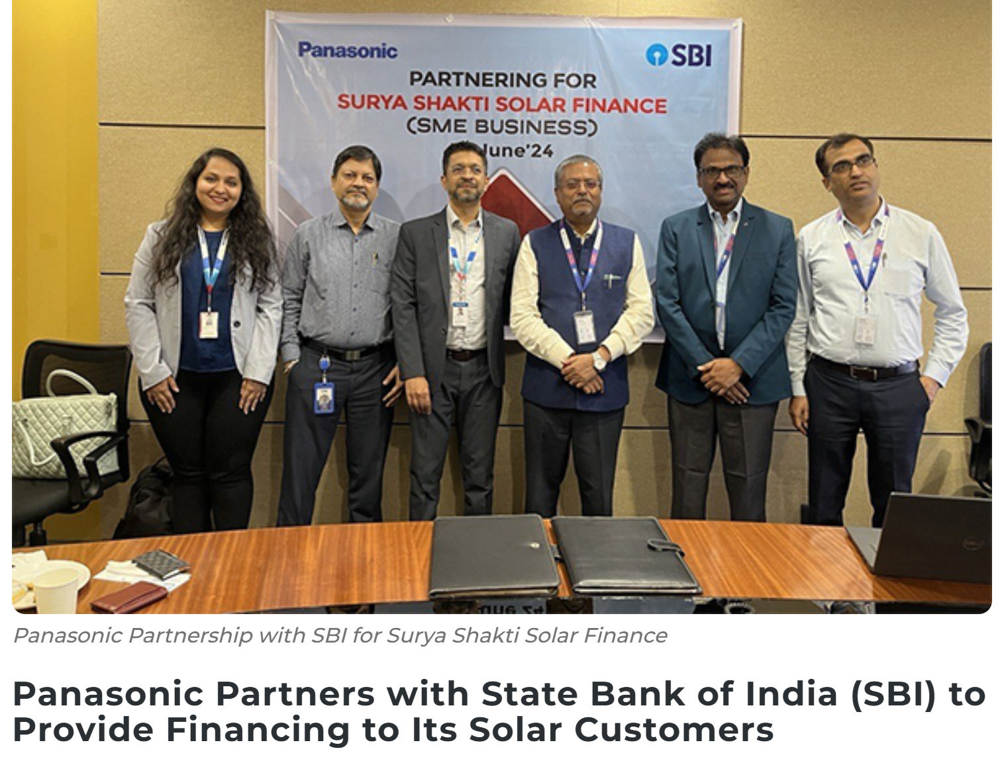 Panasonic
SBI
PARTNERING FOR
SURYA SHAKTI SOLAR FINANCE
(SME BUSINESS)
June'24
Panasonic Partnership with SBI for Surya Shakti Solar Finance
Panasonic Partners with State Bank of India (SBI) to
Provide Financing to Its Solar Customers